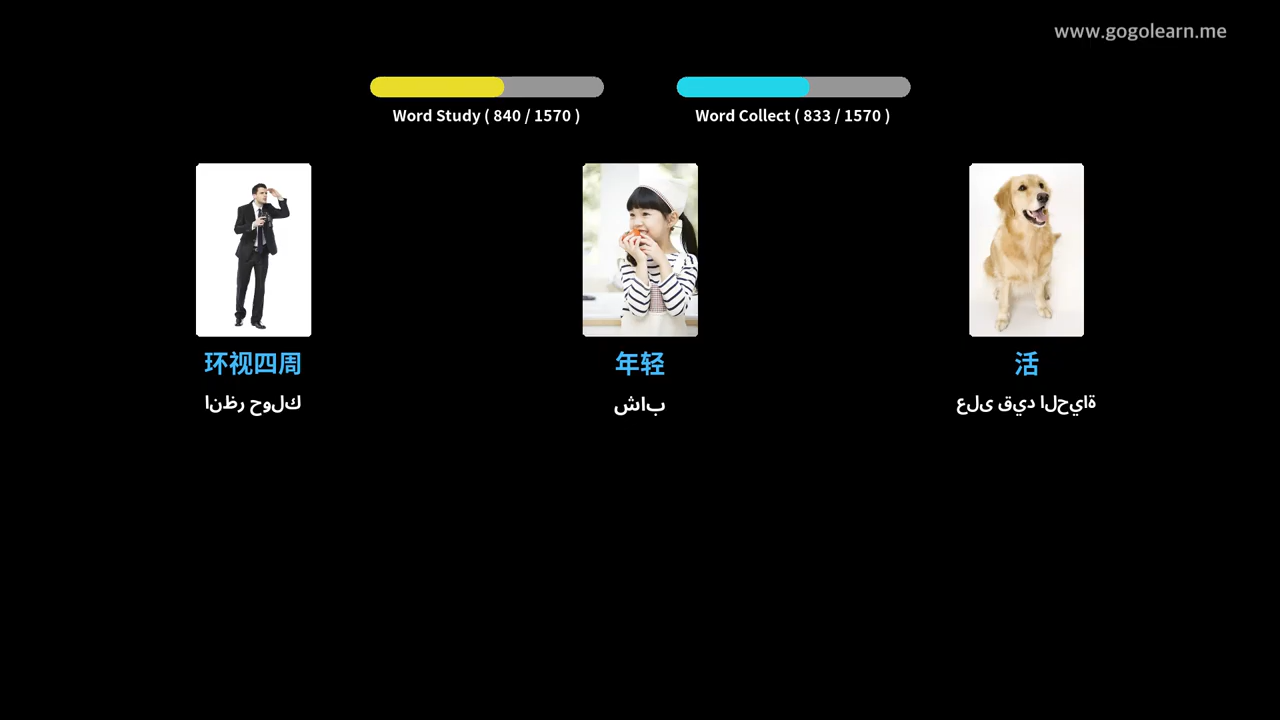 www.gogolearn.me
Word Study ( 840 / 1570 )
Word Collect ( 833 / 1570 )
环视四周
انظر حولك
年轻
شاب
活
على قيد الحياة